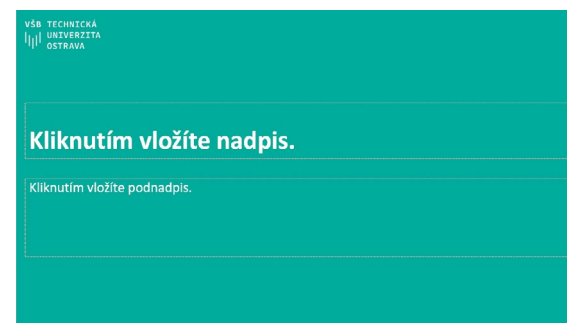 VŠB TECHNICKÁ
UNIVERZITA
OSTRAVA
Kliknutím vložíte nadpis.
Kliknutím vložíte podnadpis.